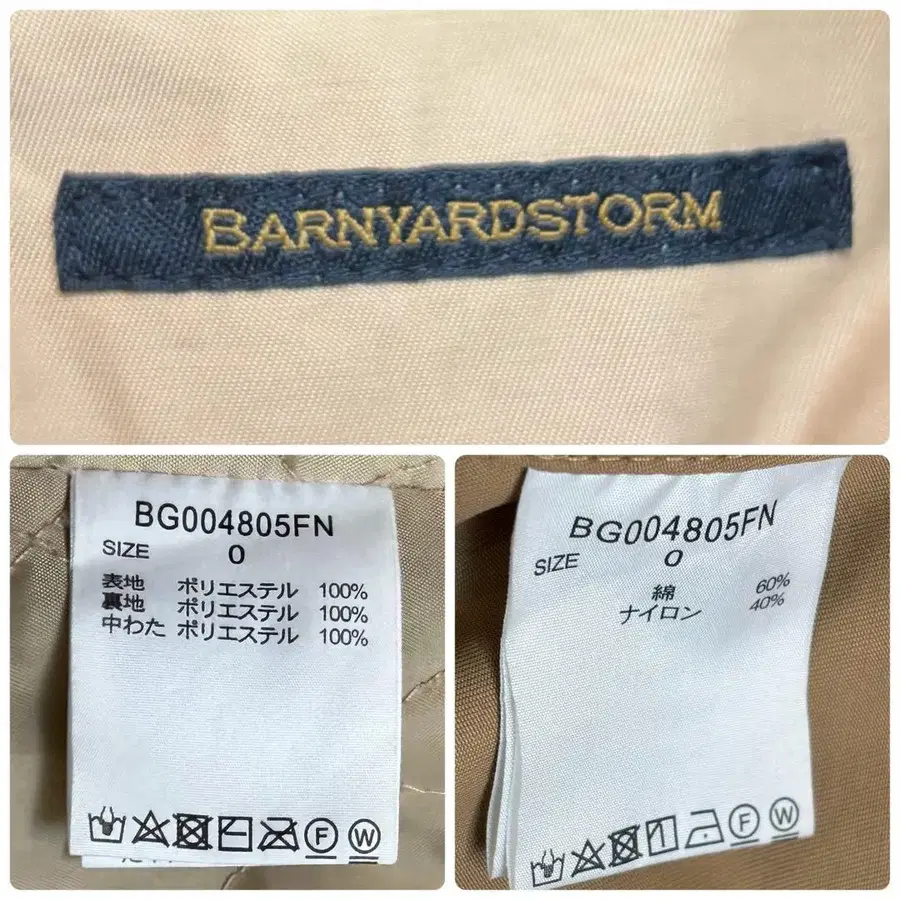 BARNYARDSTORM
BG004805FN
SIZE 0
表地 ポリエステル 100%
裏地 ポリエステル 100%
中わた ポリエステル 100%
F W
BG004805FN
SIZE 0
綿 60%
ナイロン 40%
F W